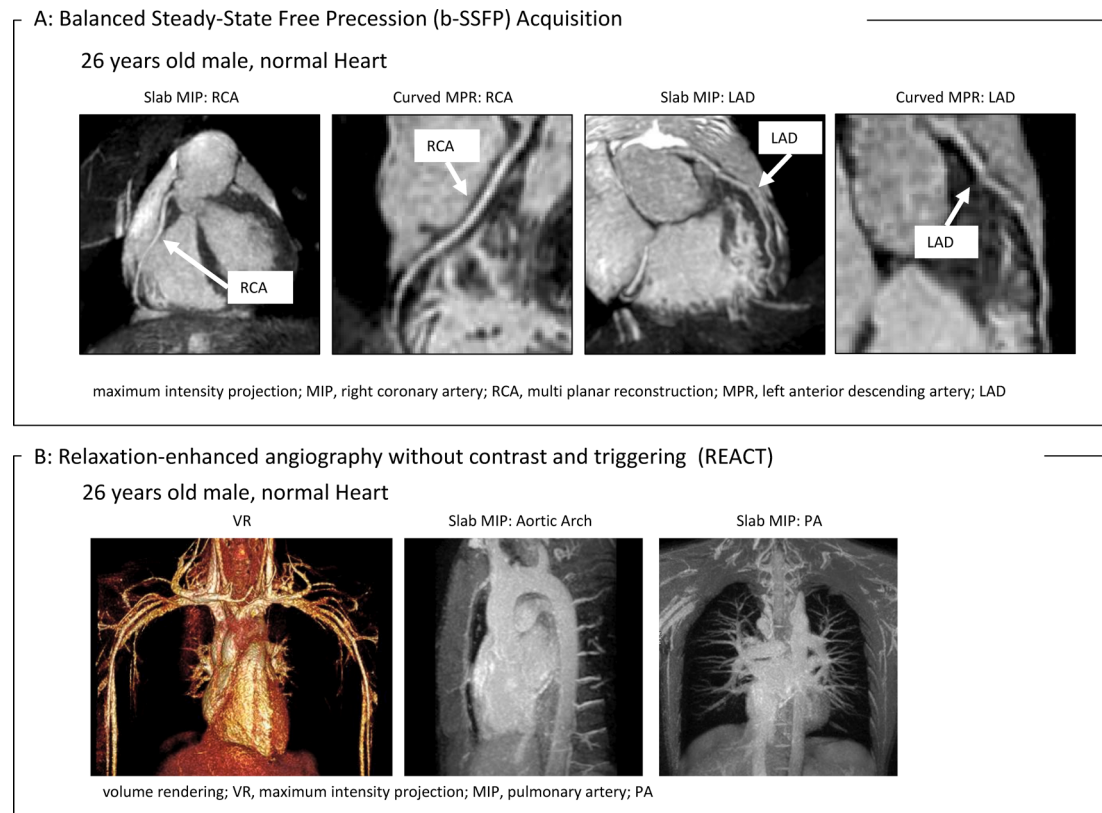 A: Balanced Steady-State Free Precession (b-SSFP) Acquisition
26 years old male, normal Heart
Slab MIP: RCA
Curved MPR: RCA
Slab MIP: LAD
Curved MPR: LAD
RCA
RCA
LAD
LAD
maximum intensity projection; MIP, right coronary artery; RCA, multi planar reconstruction; MPR, left anterior descending artery; LAD
B: Relaxation-enhanced angiography without contrast and triggering (REACT)
26 years old male, normal Heart
VR
Slab MIP: Aortic Arch
Slab MIP: PA
volume rendering; VR, maximum intensity projection; MIP, pulmonary artery; PA